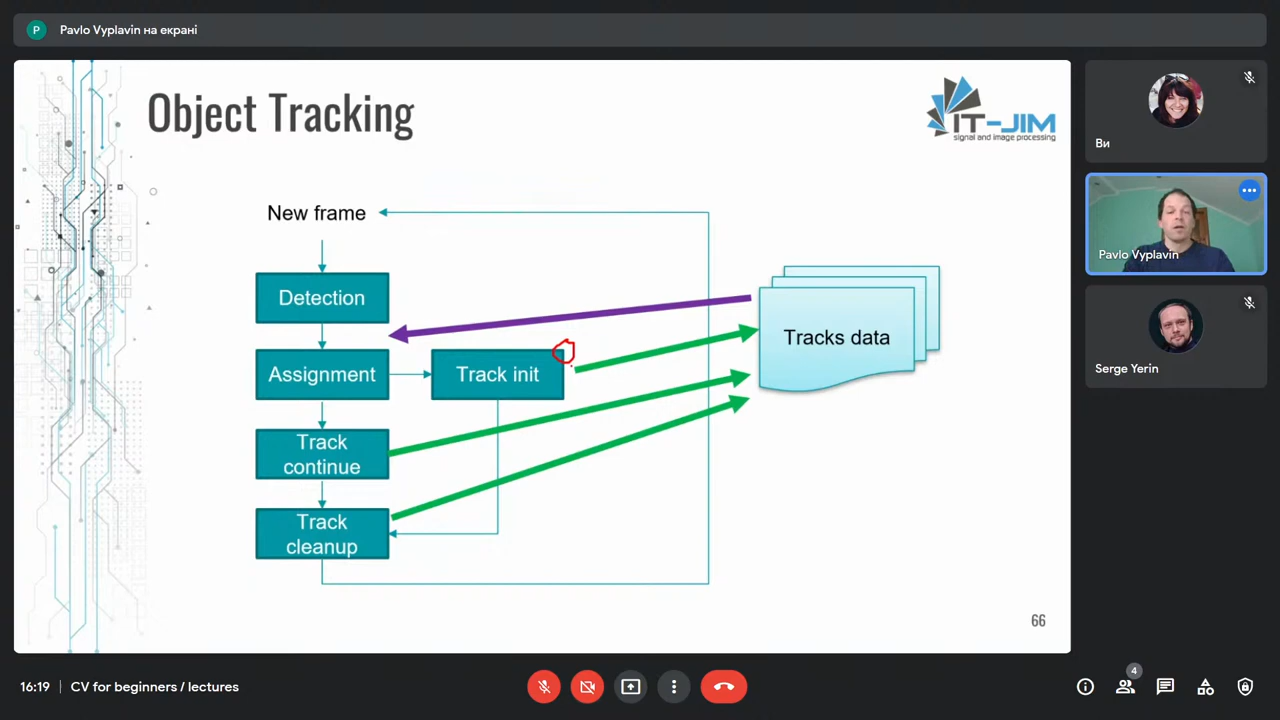 P Pavlo Vyplavin на екрані
Object Tracking
IT-JIM
signal and image processing
New frame
Detection
Assignment
Track init
Track
continue
Track
cleanup
Tracks data
66
Ви
Pavlo Vyplavin
Serge Yerin
16:19 | CV for beginners / lectures
4